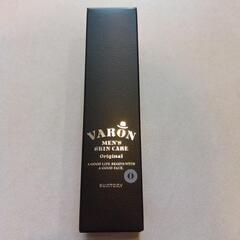 VARON
MEN'S
SKIN CARE
Original
A GOOD LIFE BEGINS WITH
A GOOD FACE.
SUNTORY